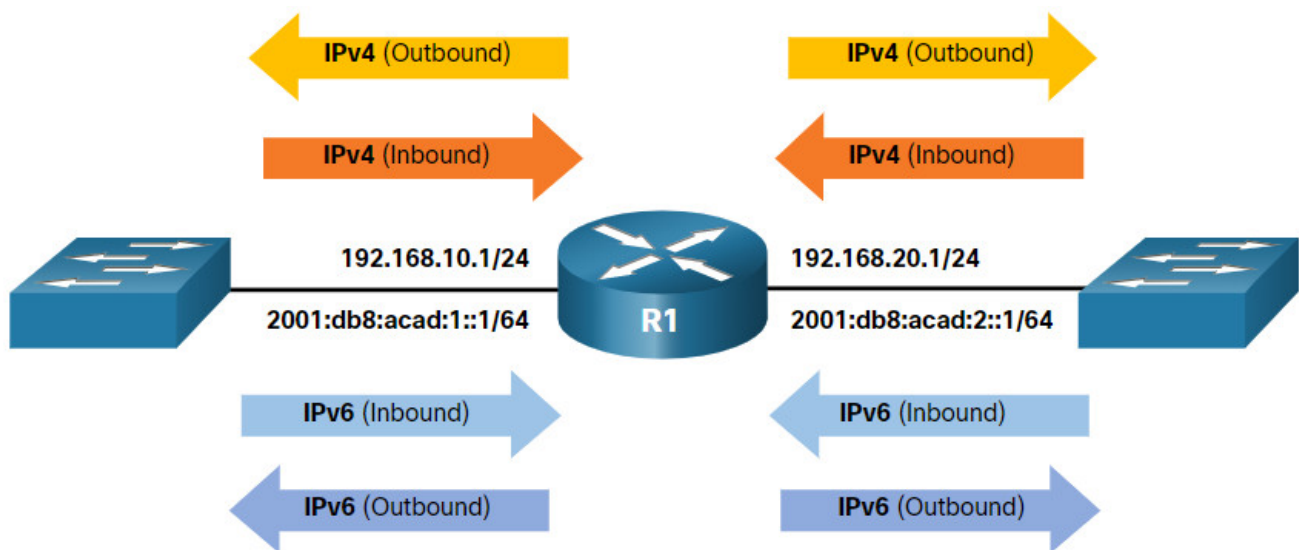 IPv4 (Outbound)
IPv4 (Outbound)
IPv4 (Inbound)
IPv4 (Inbound)
192.168.10.1/24
192.168.20.1/24
R1
2001:db8:acad:1::1/64
2001:db8:acad:2::1/64
IPv6 (Inbound)
IPv6 (Inbound)
IPv6 (Outbound)
IPv6 (Outbound)